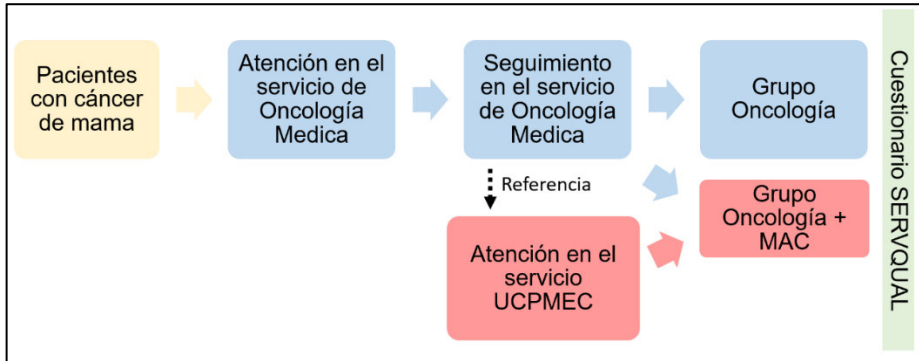 Pacientes
con cáncer
de mama
Atención en el
servicio de
Oncología
Medica
Seguimiento
en el servicio
de Oncología
Medica
Grupo
Oncología
Referencia
Atención en el
servicio
UCPMEC
Grupo
Oncología +
MAC
Cuestionario SERVQUAL